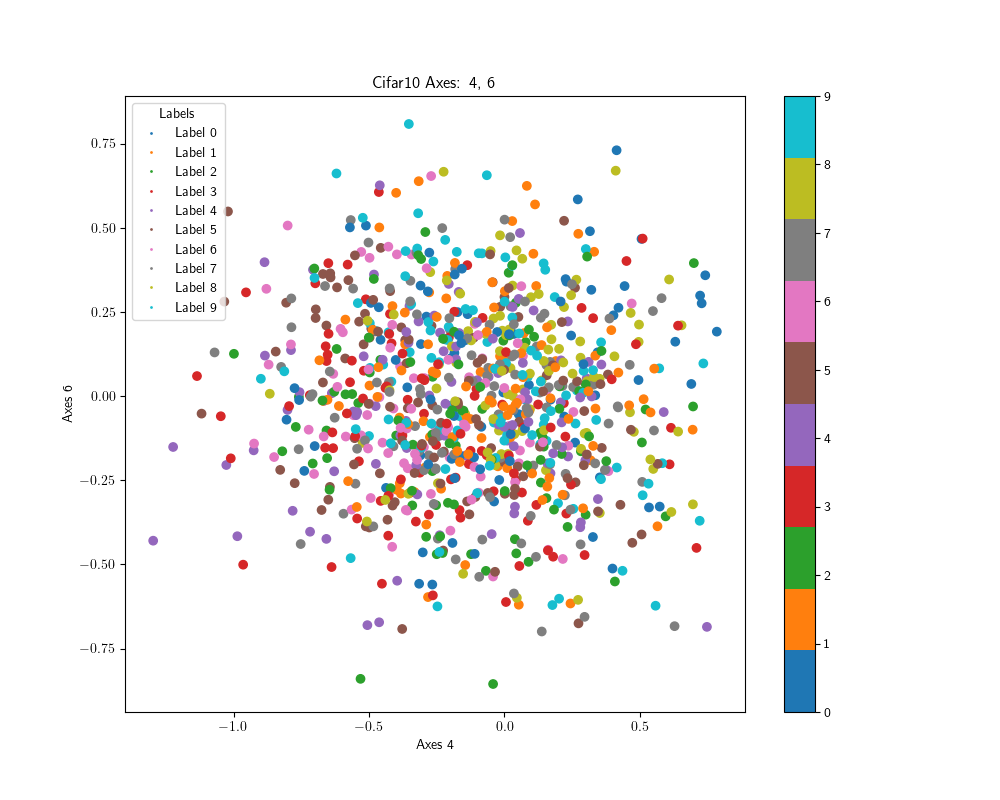 Cifar10 Axes: 4, 6
Labels
Label 0
Label 1
Label 2
Label 3
Label 4
Label 5
Label 6
Label 7
Label 8
Label 9
0.75
0.50
0.25
0.00
−0.25
−0.50
−0.75
Axes 6
−1.0 −0.5 0.0 0.5
Axes 4
9
8
7
6
5
4
3
2
1
0